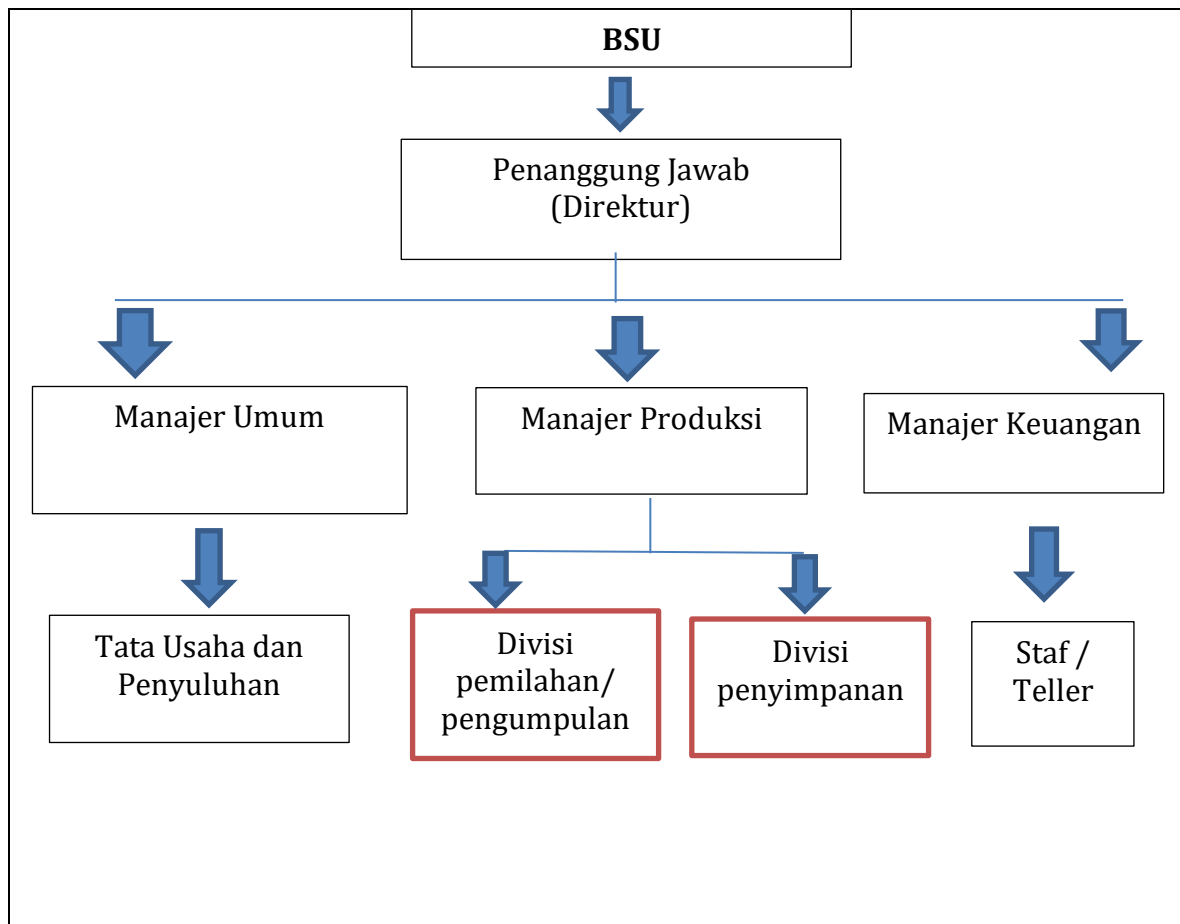 BSU
Penanggung Jawab
(Direktur)
Manajer Umum
Manajer Produksi
Manajer Keuangan
Tata Usaha dan
Penyuluhan
Divisi
pemilahan/
pengumpulan
Divisi
penyimpanan
Staf /
Teller